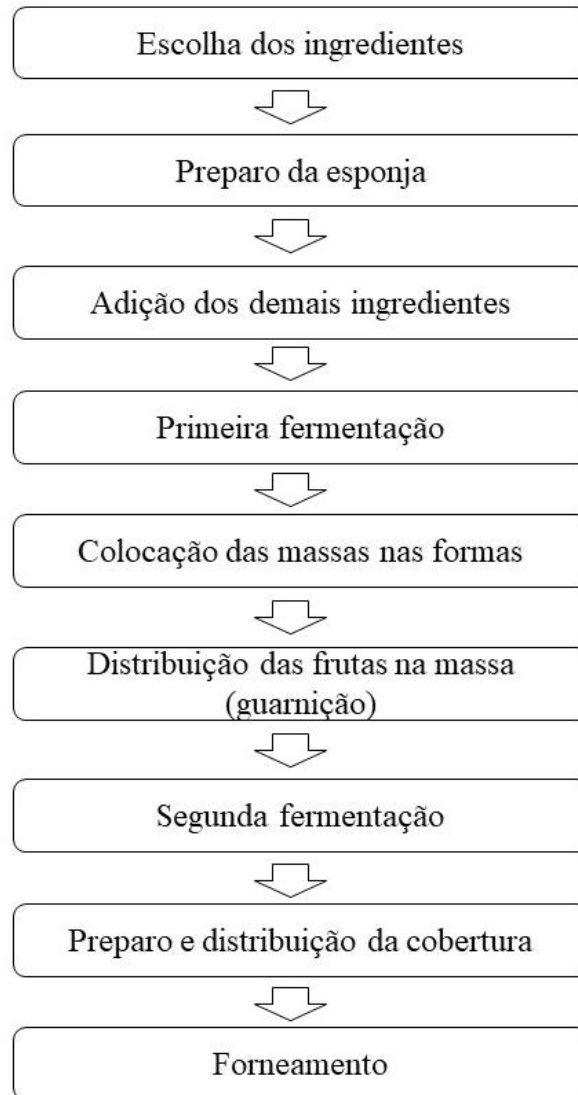 Escolha dos ingredientes
Preparo da esponja
Adição dos demais ingredientes
Primeira fermentação
Colocação das massas nas formas
Distribuição das frutas na massa
(guarnição)
Segunda fermentação
Preparo e distribuição da cobertura
Forneamento